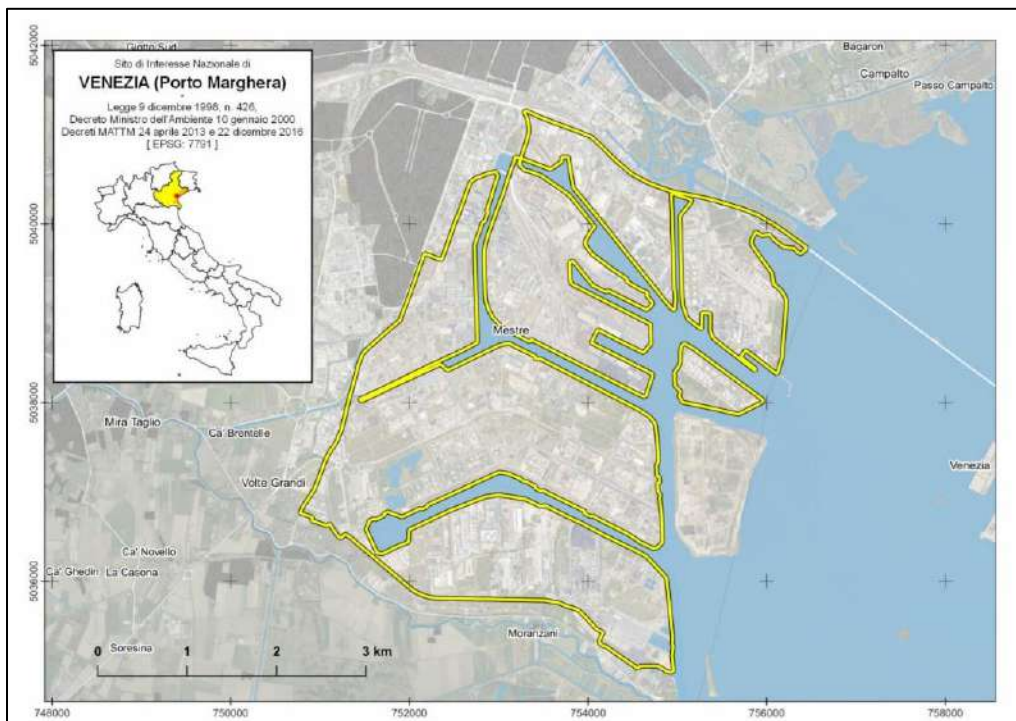 Giotto Sud
Sito di Interesse Nazionale di
VENEZIA (Porto Marghera)
Legge 9 dicembre 1998, n. 426,
Decreto Ministro dell'Ambiente 10 gennaio 2000
Decreti MATTM 24 aprile 2013 e 22 dicembre 2016
[ EPSG: 7791 ]
Bagaron
Campalto
Passo Campalto
Mestre
Mira Taglio
Ca' Brentelle
Volte Grandi
Venezia
Ca' Novello
Ca' Ghedin
La Casona
Moranzani
Soresina
0 1 2 3 km
5042000
5040000
5038000
5036000
748000 750000 752000 754000 756000 758000